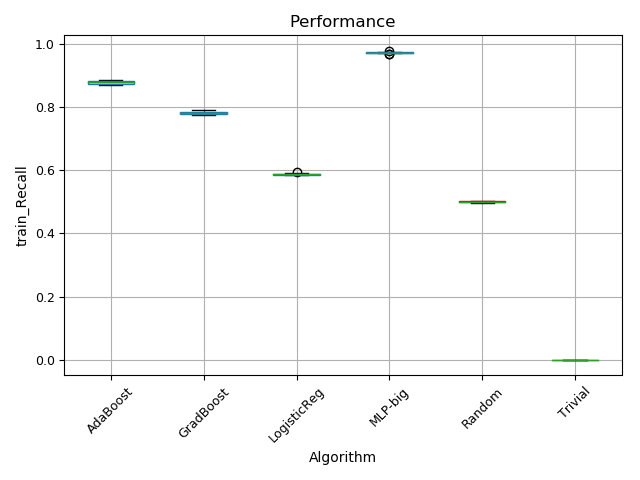 Performance
train_Recall
1.0
0.8
0.6
0.4
0.2
0.0
AdaBoost
GradBoost
LogisticReg
MLP-big
Random
Trivial
Algorithm